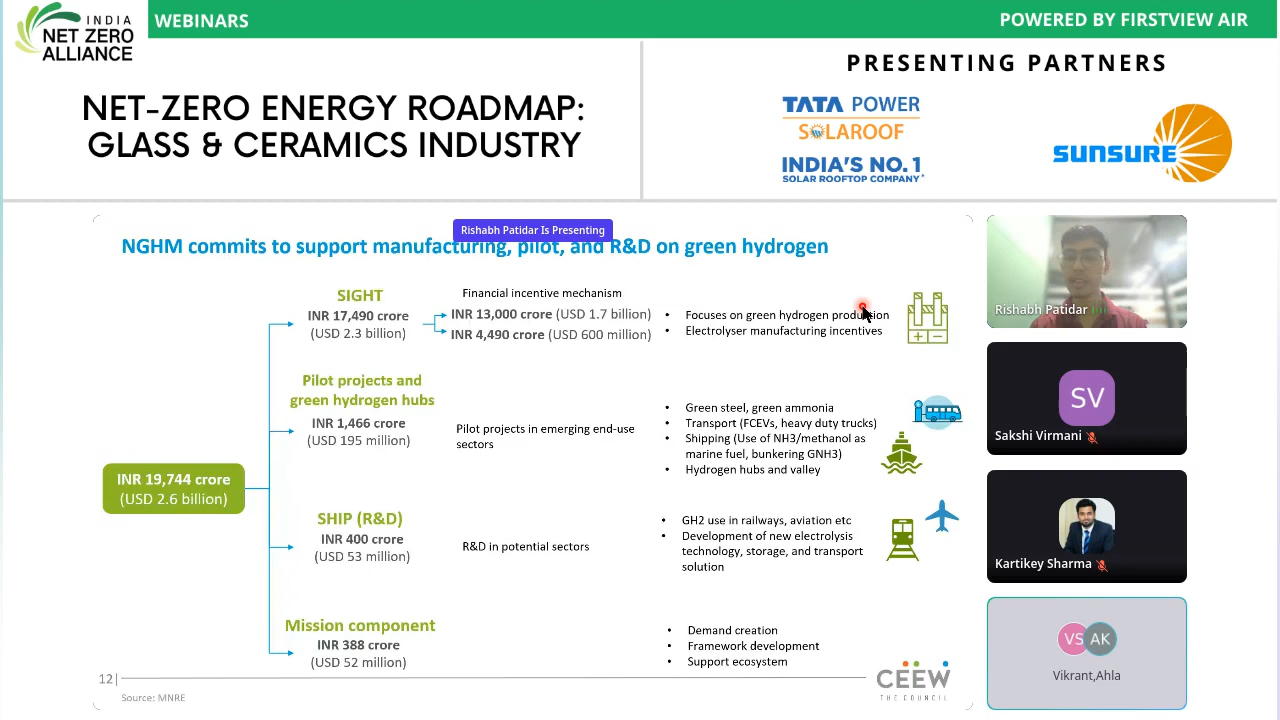 INDIA
NET ZERO
ALLIANCE
WEBINARS
POWERED BY FIRSTVIEW AIR
NET-ZERO ENERGY ROADMAP:
GLASS & CERAMICS INDUSTRY
PRESENTING PARTNERS
TATA POWER
SOLAROOF
INDIA'S NO.1
SOLAR ROOFTOP COMPANY*
SUNSURE
Rishabh Patidar Is Presenting
NGHM commits to support manufacturing, pilot, and R&D on green hydrogen
SIGHT
INR 17,490 crore
(USD 2.3 billion)
Financial incentive mechanism
INR 13,000 crore (USD 1.7 billion)
INR 4,490 crore (USD 600 million)
• Focuses on green hydrogen production
• Electrolyser manufacturing incentives
Pilot projects and
green hydrogen hubs
INR 1,466 crore
(USD 195 million)
Pilot projects in emerging end-use
sectors
• Green steel, green ammonia
• Transport (FCEVs, heavy duty trucks)
• Shipping (Use of NH3/methanol as
marine fuel, bunkering GNH3)
• Hydrogen hubs and valley
INR 19,744 crore
(USD 2.6 billion)
SHIP (R&D)
INR 400 crore
(USD 53 million)
R&D in potential sectors
• GH2 use in railways, aviation etc
• Development of new electrolysis
technology, storage, and transport
solution
Mission component
INR 388 crore
(USD 52 million)
• Demand creation
• Framework development
• Support ecosystem
12|
Source: MNRE
CEEW
THE COUNCIL
Rishabh Patidar
SV
Sakshi Virmani
Kartikey Sharma
VS AK
Vikrant,Ahla